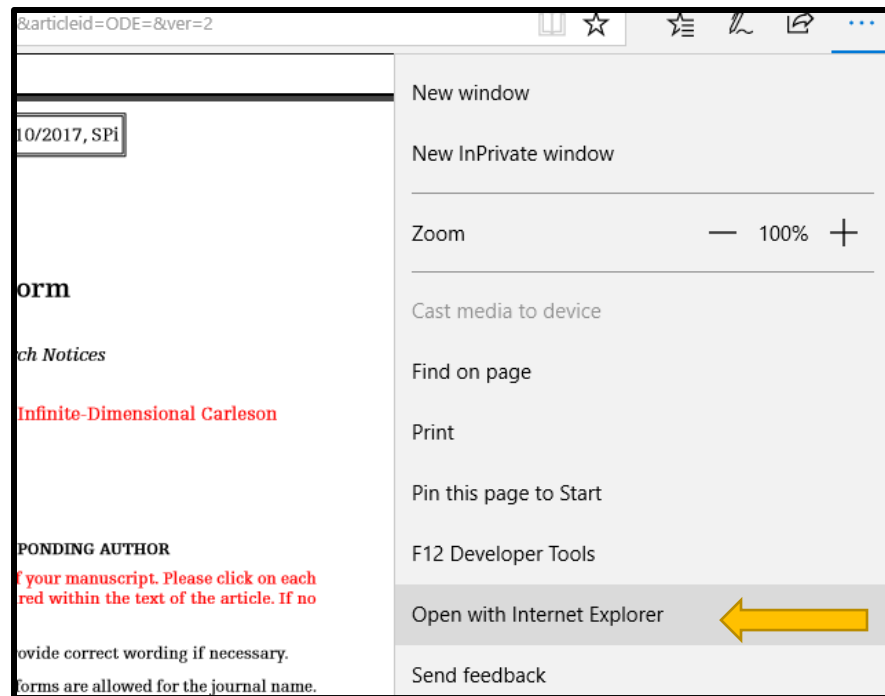 &articleid=ODE=&ver=2
10/2017, SPi
orm
ch Notices
Infinite-Dimensional Carleson
PONDING AUTHOR
f your manuscript. Please click on each
red within the text of the article. If no
ovide correct wording if necessary.
forms are allowed for the journal name.
New window
New InPrivate window
Zoom — 100% +
Cast media to device
Find on page
Print
Pin this page to Start
F12 Developer Tools
Open with Internet Explorer
Send feedback